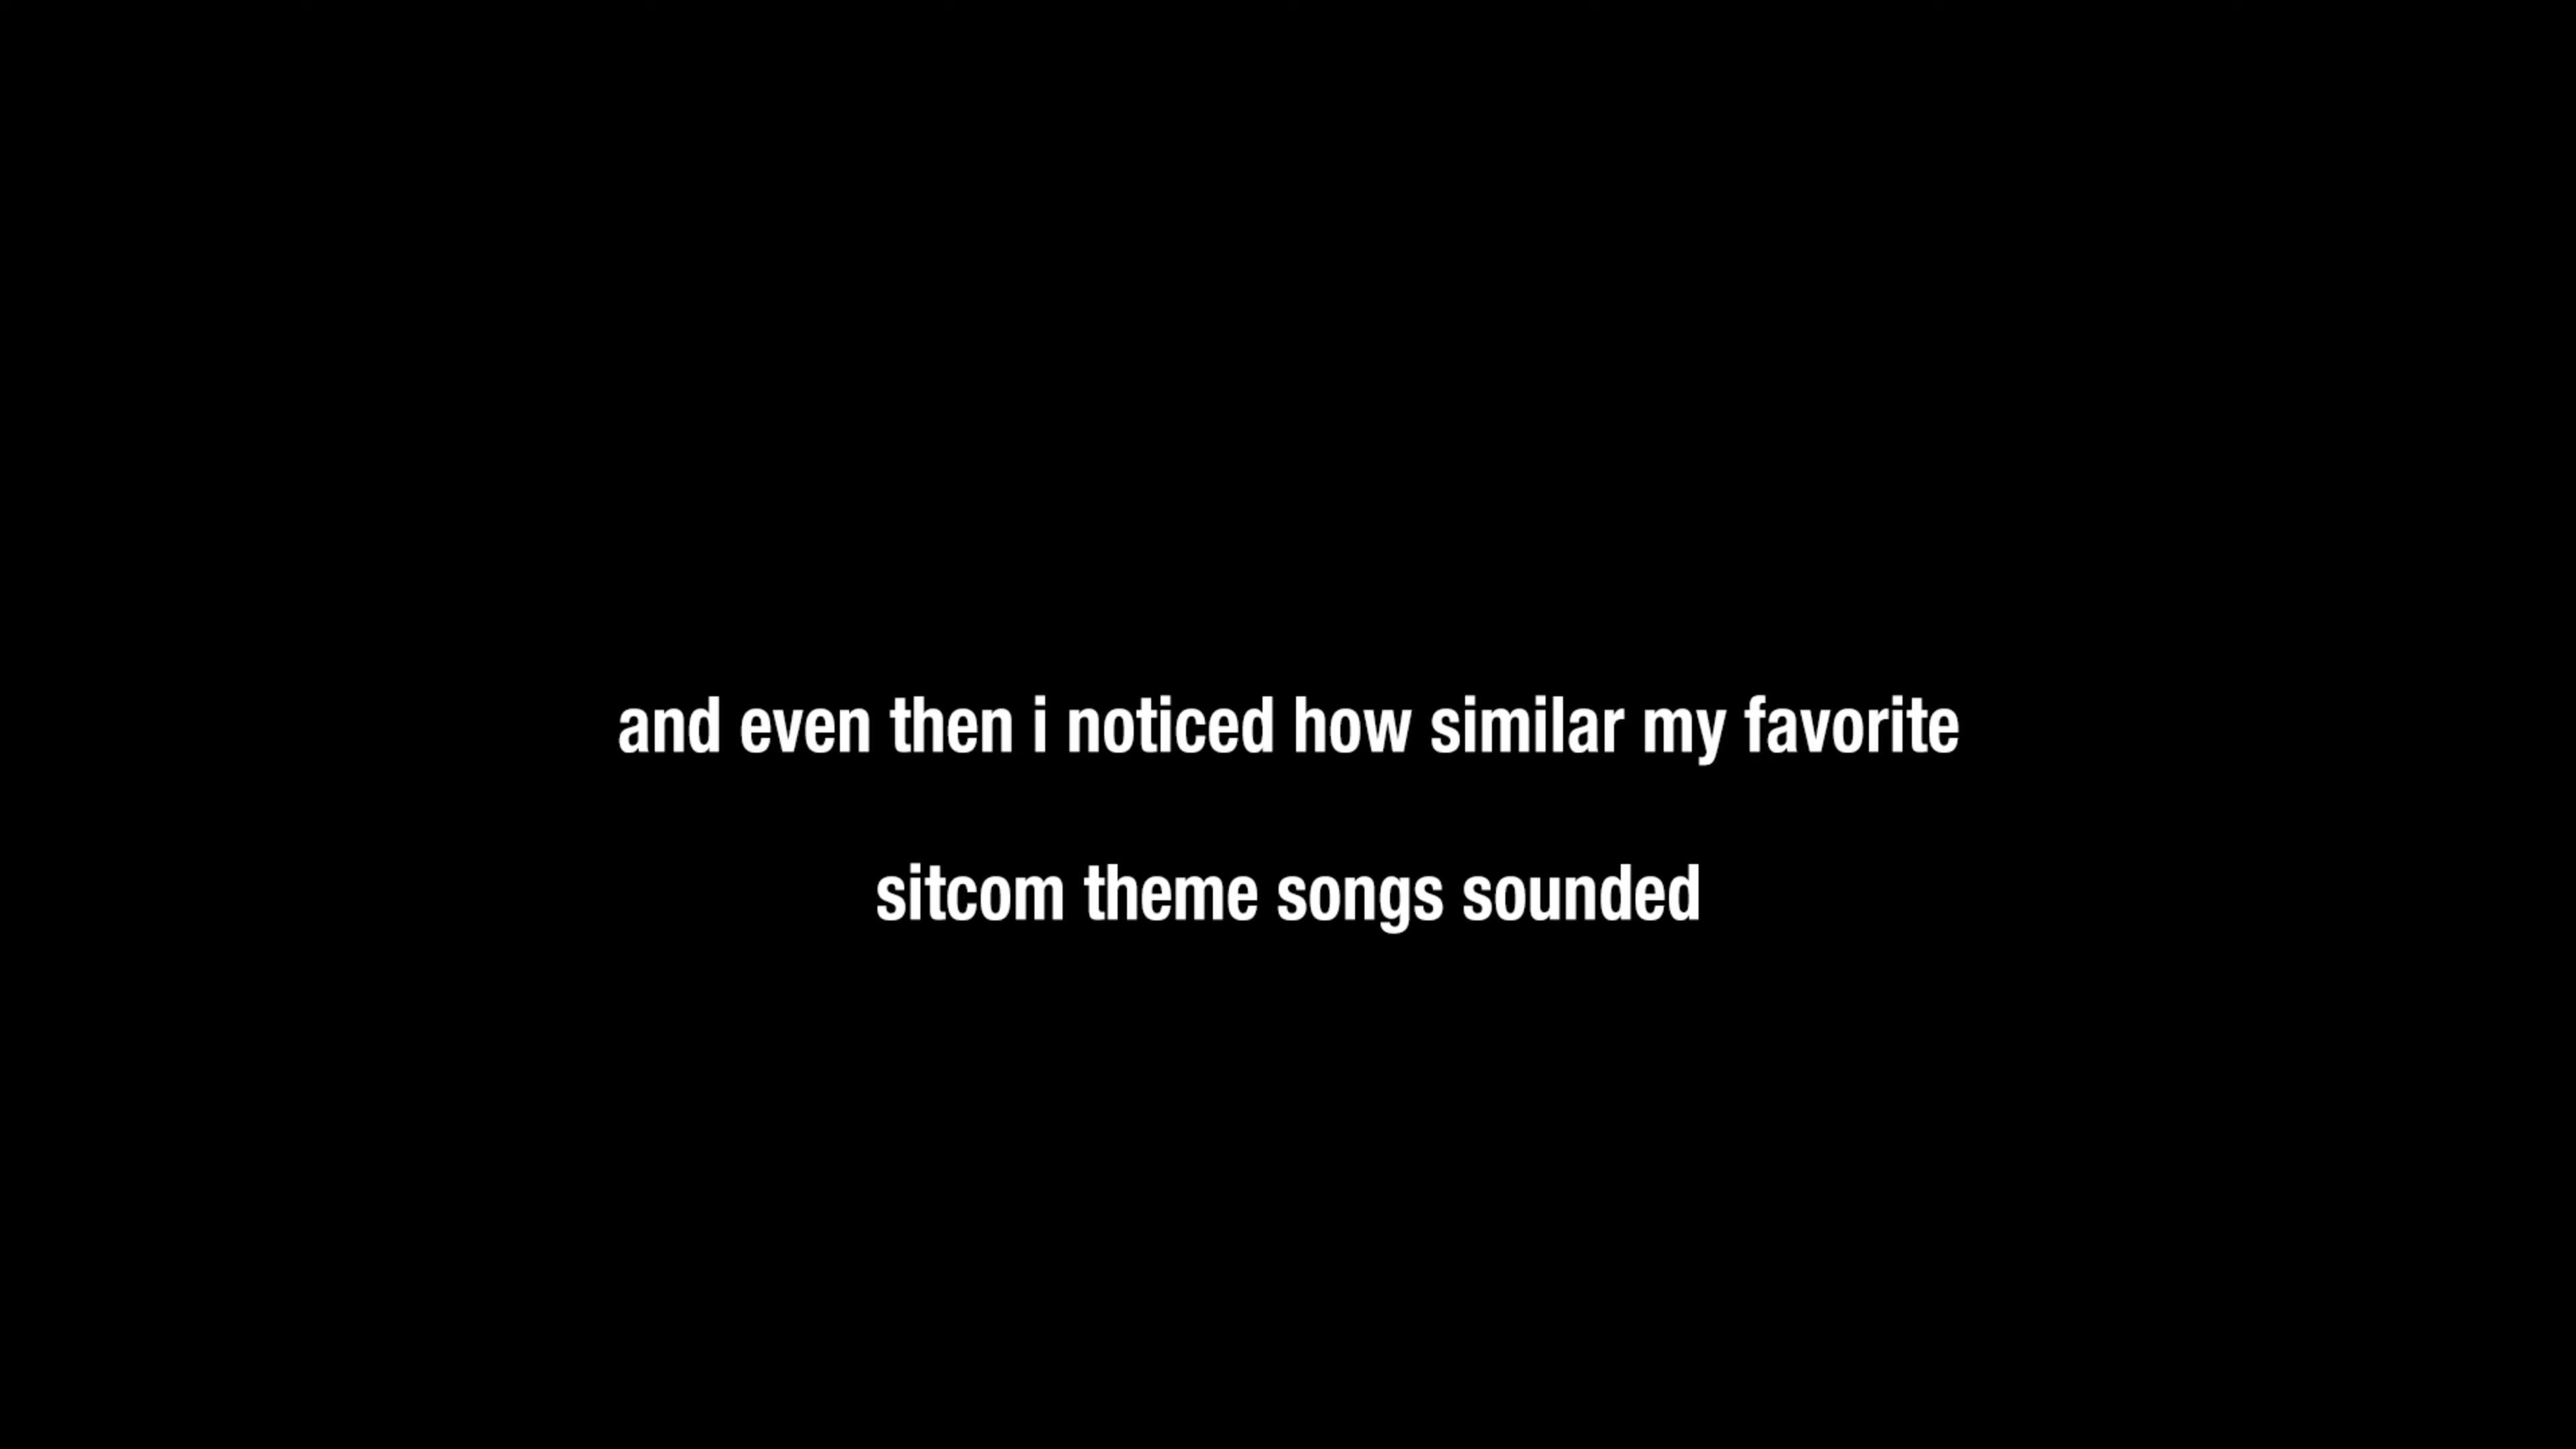 and even then i noticed how similar my favorite
sitcom theme songs sounded